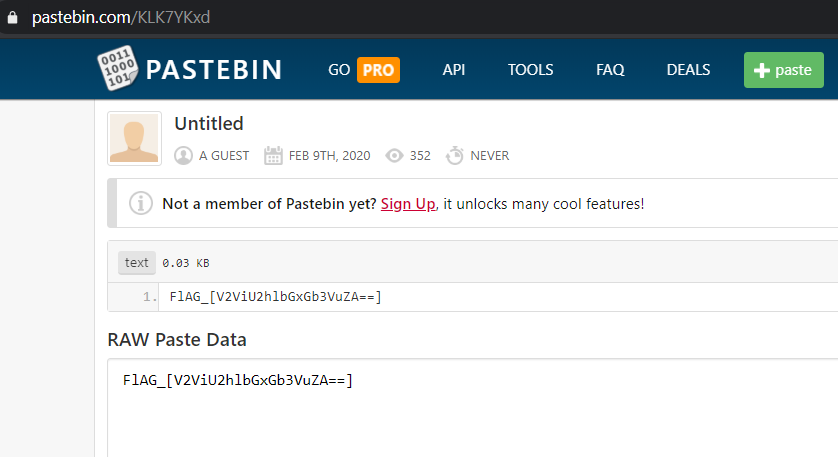 pastebin.com/KLK7YKxd
0011
1000
101
PASTEBIN GO PRO API TOOLS FAQ DEALS + paste
Untitled
A GUEST FEB 9TH, 2020 352 NEVER
Not a member of Pastebin yet? Sign Up, it unlocks many cool features!
text 0.03 KB
1. FlAG_[V2ViU2hlbGxGb3VuZA==]
RAW Paste Data
FlAG_[V2ViU2hlbGxGb3VuZA==]